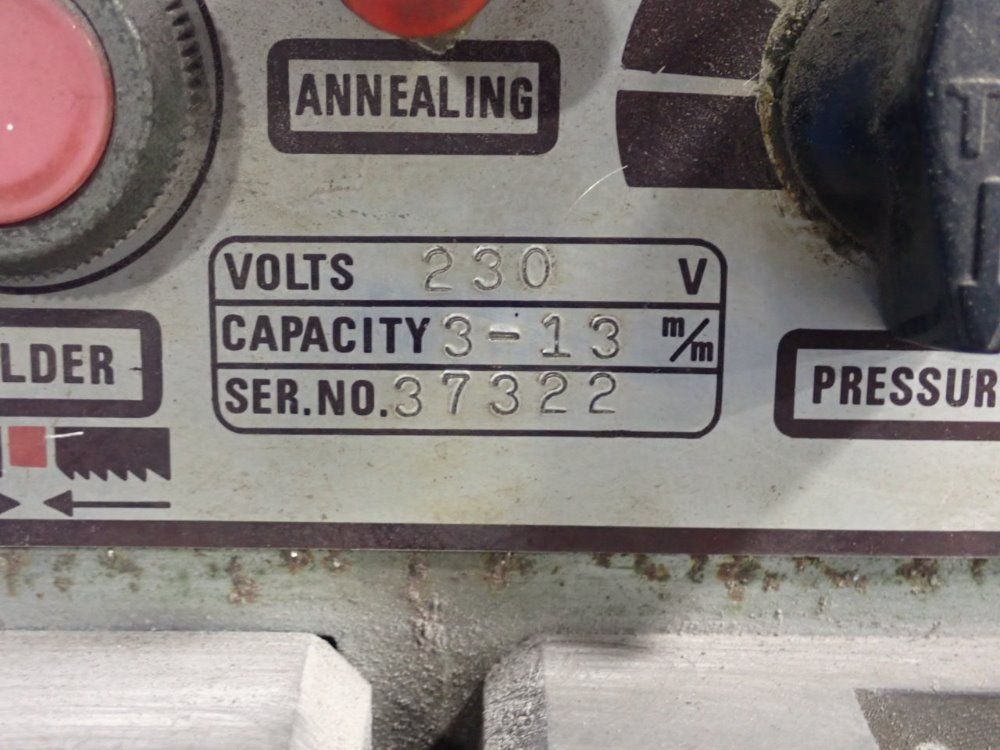 ANNEALING
VOLTS 230 V
CAPACITY 3-13 m/m
SER.NO. 37322
LDER
PRESSUR